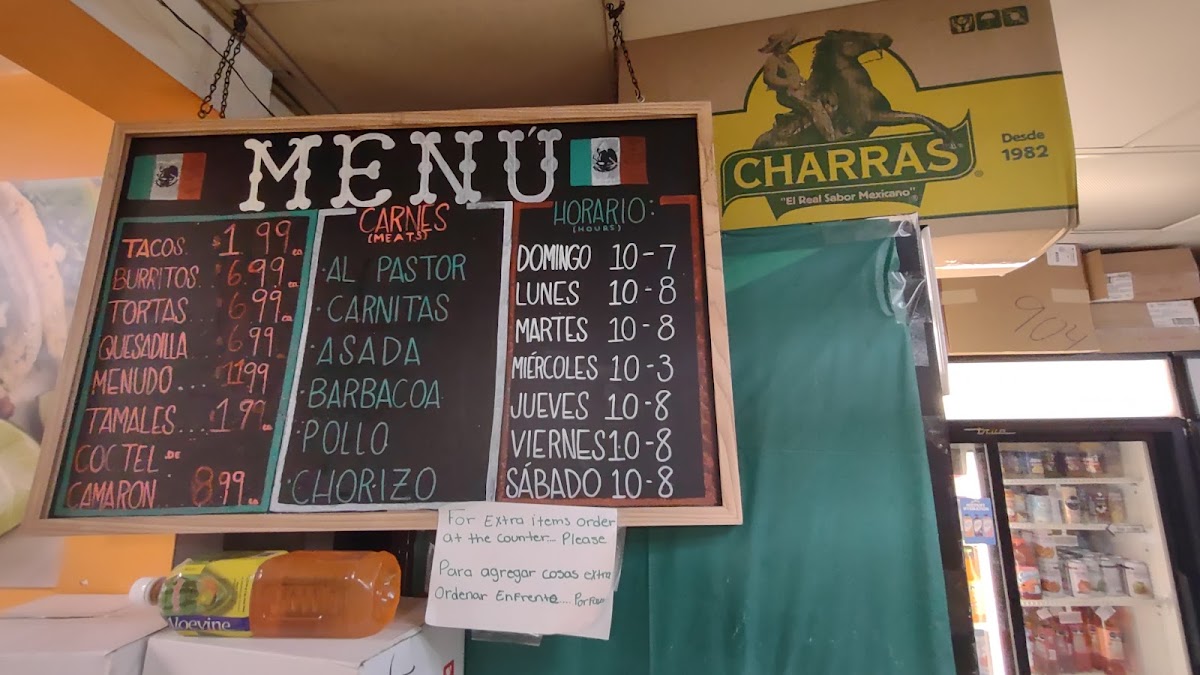 MENÚ
TACOS. $1.99 ea
BURRITOS.. 6.99 ea
TORTAS ... 6.99 ea
QUESADILLA ... 6.99
MENUDO.... 11.99
TAMALES....1.99 ea
COCTEL DE
CAMARON 8.99 ea
CARNES
(MEATS)
· AL PASTOR
· CARNITAS
· ASADA
· BARBACOA
· POLLO
· CHORIZO
HORARIO:
(HOURS)
DOMINGO 10-7
LUNES 10-8
MARTES 10-8
MIÉRCOLES 10-3
JUEVES 10-8
VIERNES 10-8
SÁBADO 10-8
For Extra items order
at the counter... Please
Para agregar cosas extra
Ordenar Enfrente....
CHARRAS®
"El Real Sabor Mexicano"
Desde
1982
904
Aloevine